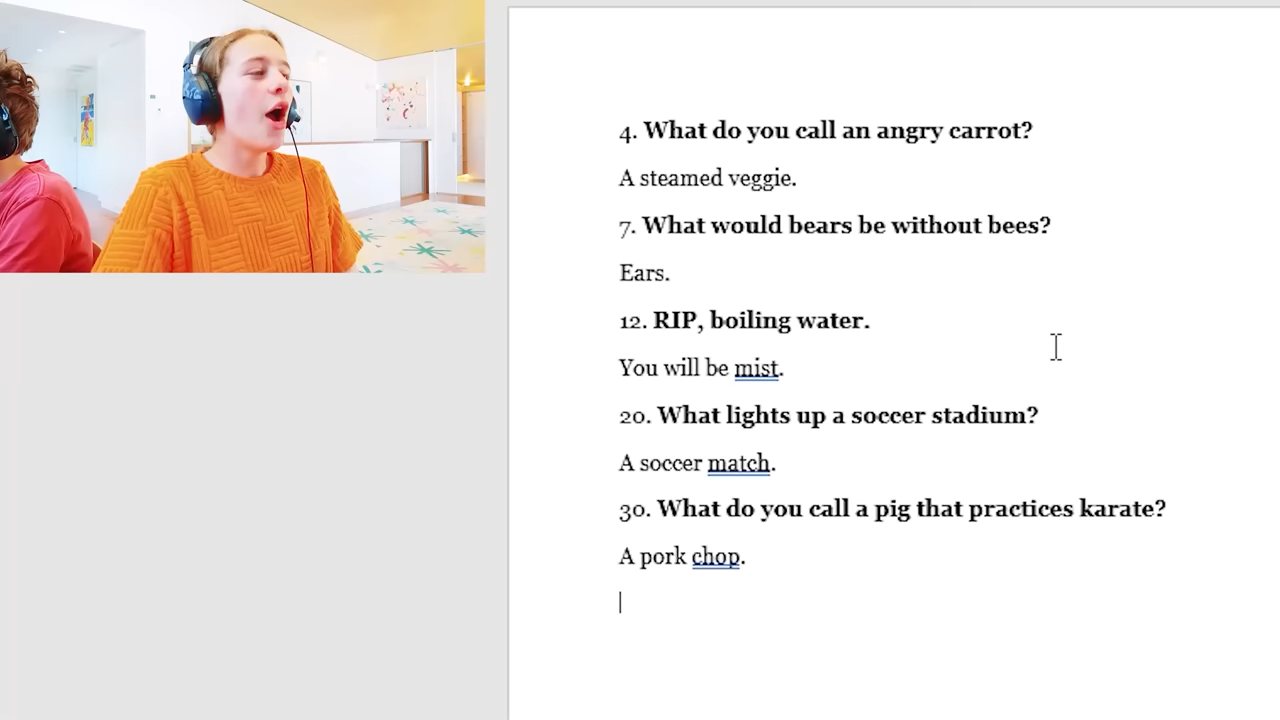 4. What do you call an angry carrot?
A steamed veggie.
7. What would bears be without bees?
Ears.
12. RIP, boiling water.
You will be mist.
20. What lights up a soccer stadium?
A soccer match.
30. What do you call a pig that practices karate?
A pork chop.